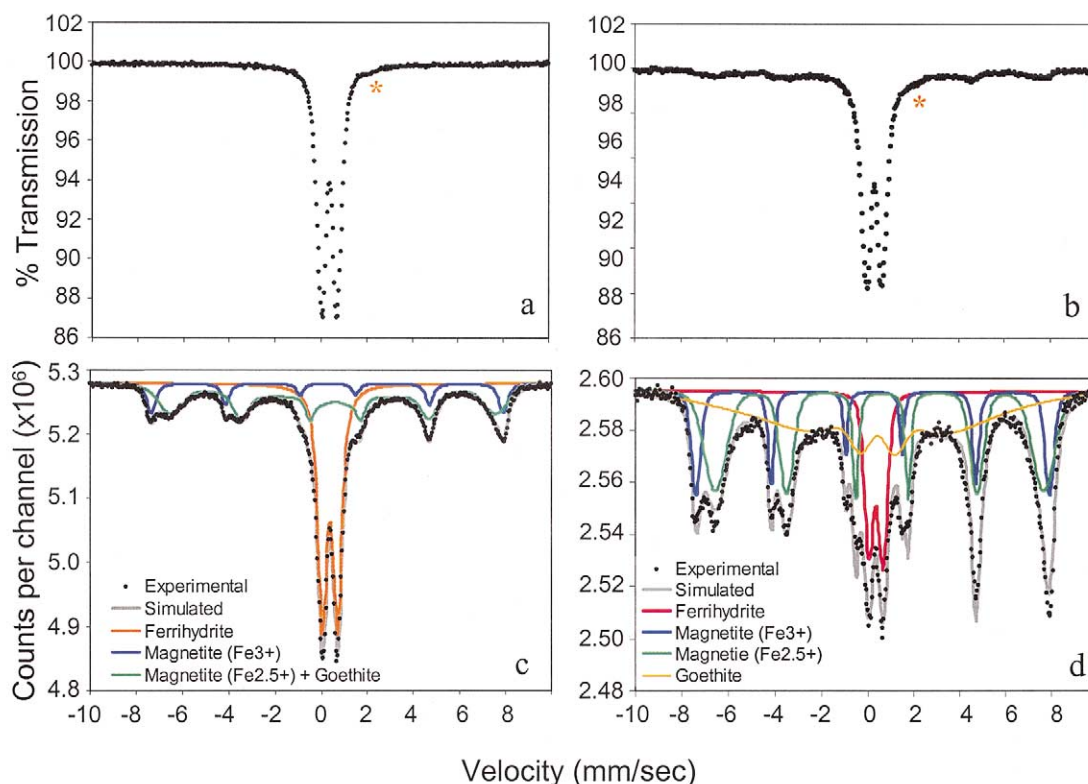 102
100
98
96
94
92
90
88
86
% Transmission
*
a
102
100
98
96
94
92
90
88
86
*
b
5.3
5.2
5.1
5.0
4.9
4.8
Counts per channel (x10⁶)
Experimental
Simulated
Ferrihydrite
Magnetite (Fe3+)
Magnetite (Fe2.5+) + Goethite
c
-10 -8 -6 -4 -2 0 2 4 6 8
2.60
2.58
2.56
2.54
2.52
2.50
2.48
Experimental
Simulated
Ferrihydrite
Magnetite (Fe3+)
Magnetie (Fe2.5+)
Goethite
d
-10 -8 -6 -4 -2 0 2 4 6 8
Velocity (mm/sec)